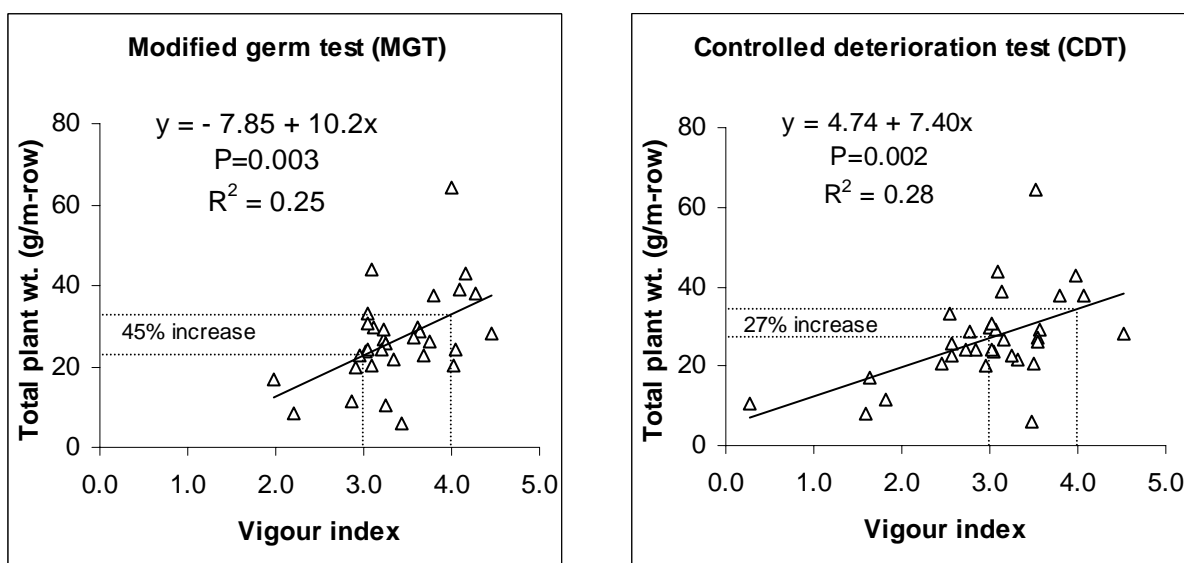 Modified germ test (MGT)
y = - 7.85 + 10.2x
P=0.003
R² = 0.25
Total plant wt. (g/m-row)
80
60
40
20
0
45% increase
0.0 1.0 2.0 3.0 4.0 5.0
Vigour index
Controlled deterioration test (CDT)
y = 4.74 + 7.40x
P=0.002
R² = 0.28
Total plant wt. (g/m-row)
80
60
40
20
0
27% increase
0.0 1.0 2.0 3.0 4.0 5.0
Vigour index